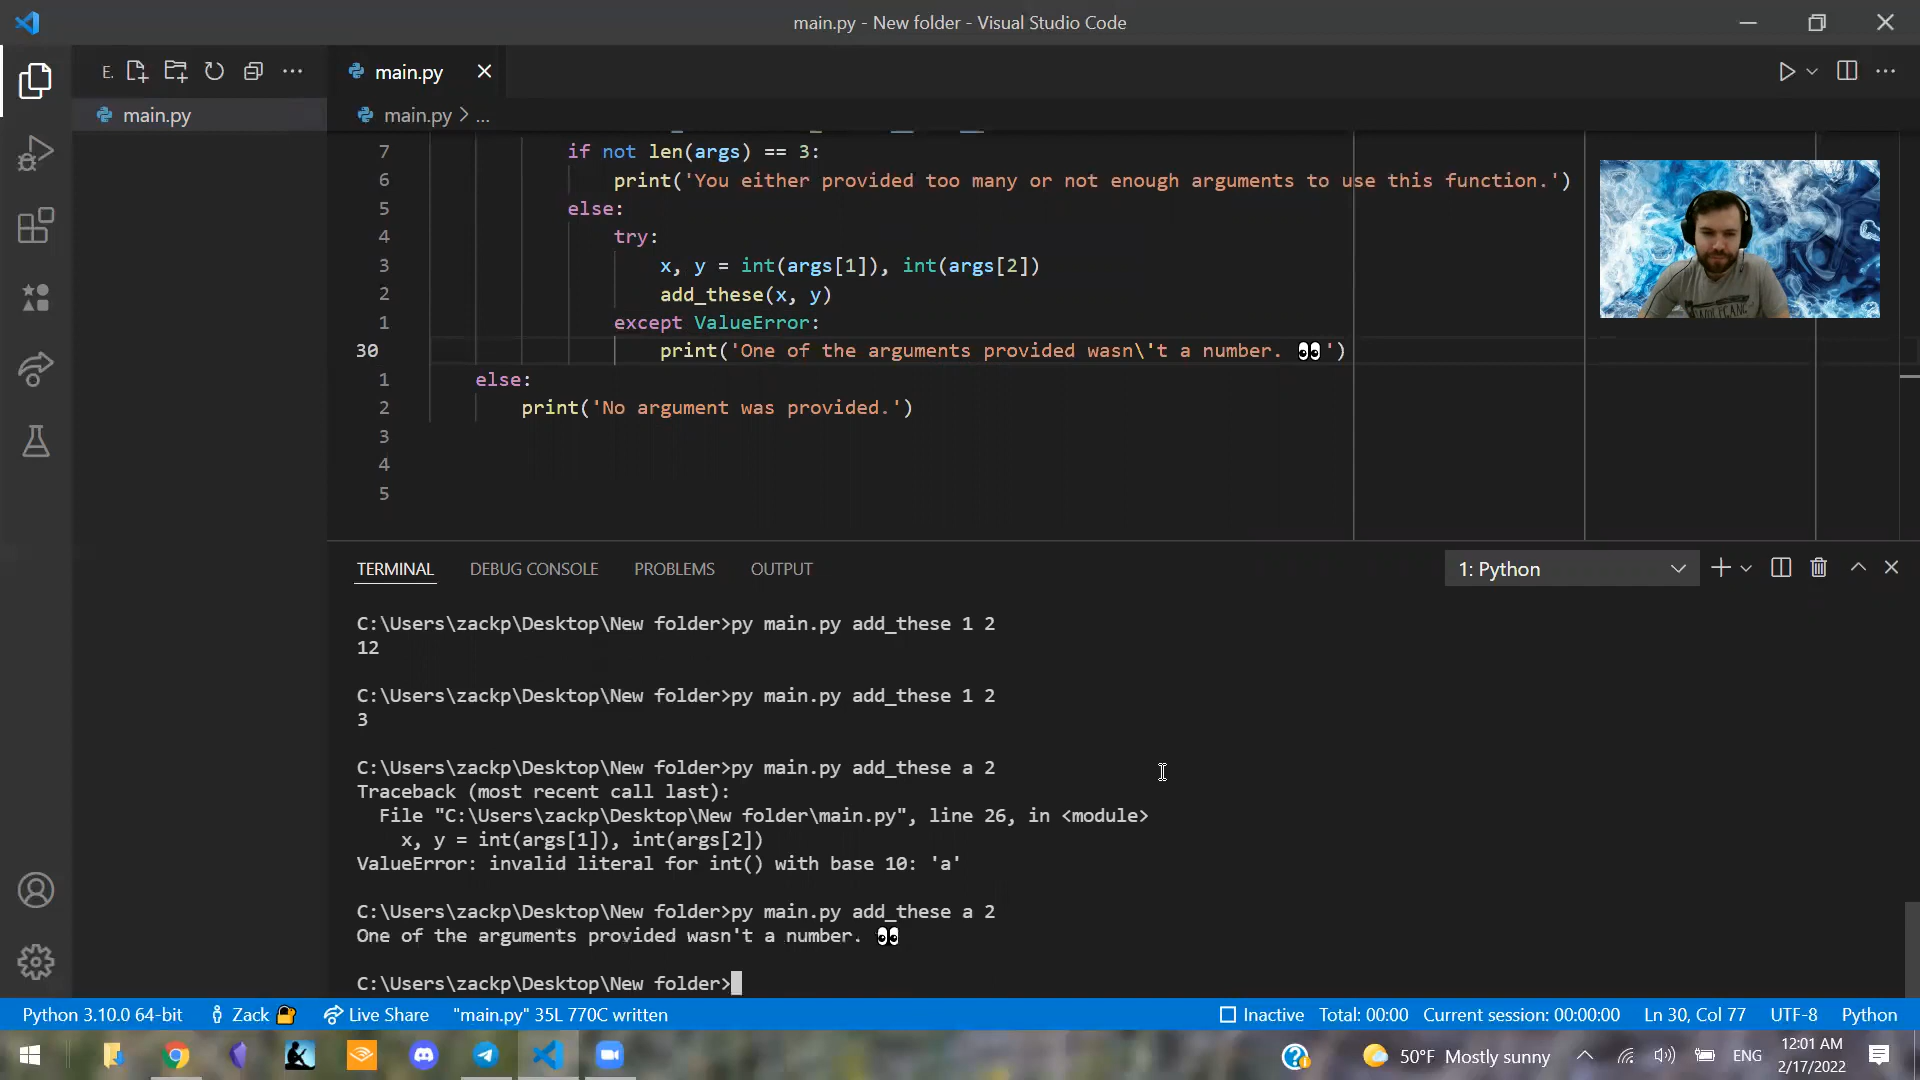 main.py - New folder - Visual Studio Code
E.
main.py
main.py
main.py > ...
7 if not len(args) == 3:
6 print('You either provided too many or not enough arguments to use this function.')
5 else:
4 try:
3 x, y = int(args[1]), int(args[2])
2 add_these(x, y)
1 except ValueError:
30 print('One of the arguments provided wasn\'t a number. 👀')
1 else:
2 print('No argument was provided.')
3
4
5
TERMINAL DEBUG CONSOLE PROBLEMS OUTPUT 1: Python
C:\Users\zackp\Desktop\New folder>py main.py add_these 1 2
12
C:\Users\zackp\Desktop\New folder>py main.py add_these 1 2
3
C:\Users\zackp\Desktop\New folder>py main.py add_these a 2
Traceback (most recent call last):
File "C:\Users\zackp\Desktop\New folder\main.py", line 26, in <module>
x, y = int(args[1]), int(args[2])
ValueError: invalid literal for int() with base 10: 'a'
C:\Users\zackp\Desktop\New folder>py main.py add_these a 2
One of the arguments provided wasn't a number. 👀
C:\Users\zackp\Desktop\New folder>
Python 3.10.0 64-bit Zack 🔐 Live Share "main.py" 35L 770C written Inactive Total: 00:00 Current session: 00:00:00 Ln 30, Col 77 UTF-8 Python
50°F Mostly sunny ENG 12:01 AM
2/17/2022